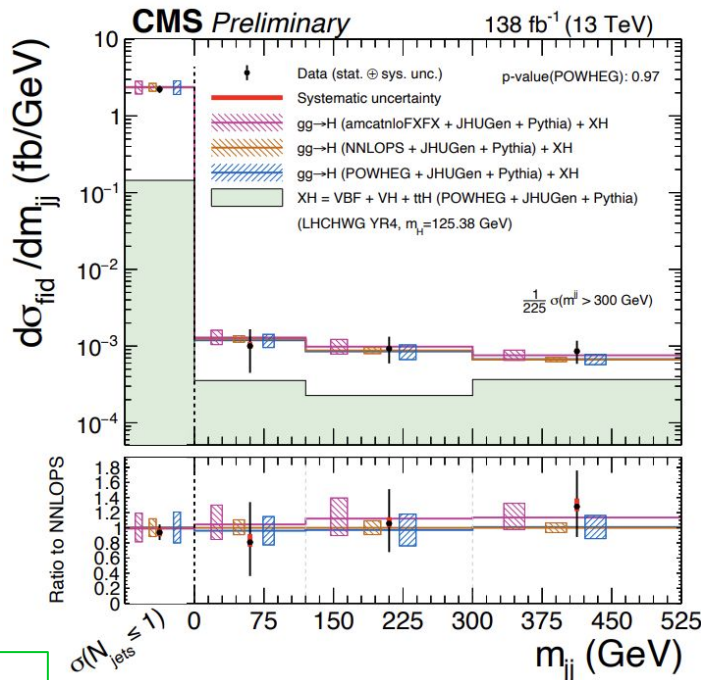 CMS Preliminary 138 fb⁻¹ (13 TeV)
dσ_fid/dm_jj (fb/GeV)
10
1
10⁻¹
10⁻²
10⁻³
10⁻⁴
Data (stat. ⊕ sys. unc.) p-value(POWHEG): 0.97
Systematic uncertainty
gg→H (amcatnloFXFX + JHUGen + Pythia) + XH
gg→H (NNLOPS + JHUGen + Pythia) + XH
gg→H (POWHEG + JHUGen + Pythia) + XH
XH = VBF + VH + ttH (POWHEG + JHUGen + Pythia)
(LHCHWG YR4, m_H=125.38 GeV)
1/225 σ(m^jj > 300 GeV)
Ratio to NNLOPS
1.8
1.6
1.4
1.2
1
0.8
0.6
0.4
0.2
0
σ(N_jets ≤ 1) 0 75 150 225 300 375 450 525
m_jj (GeV)